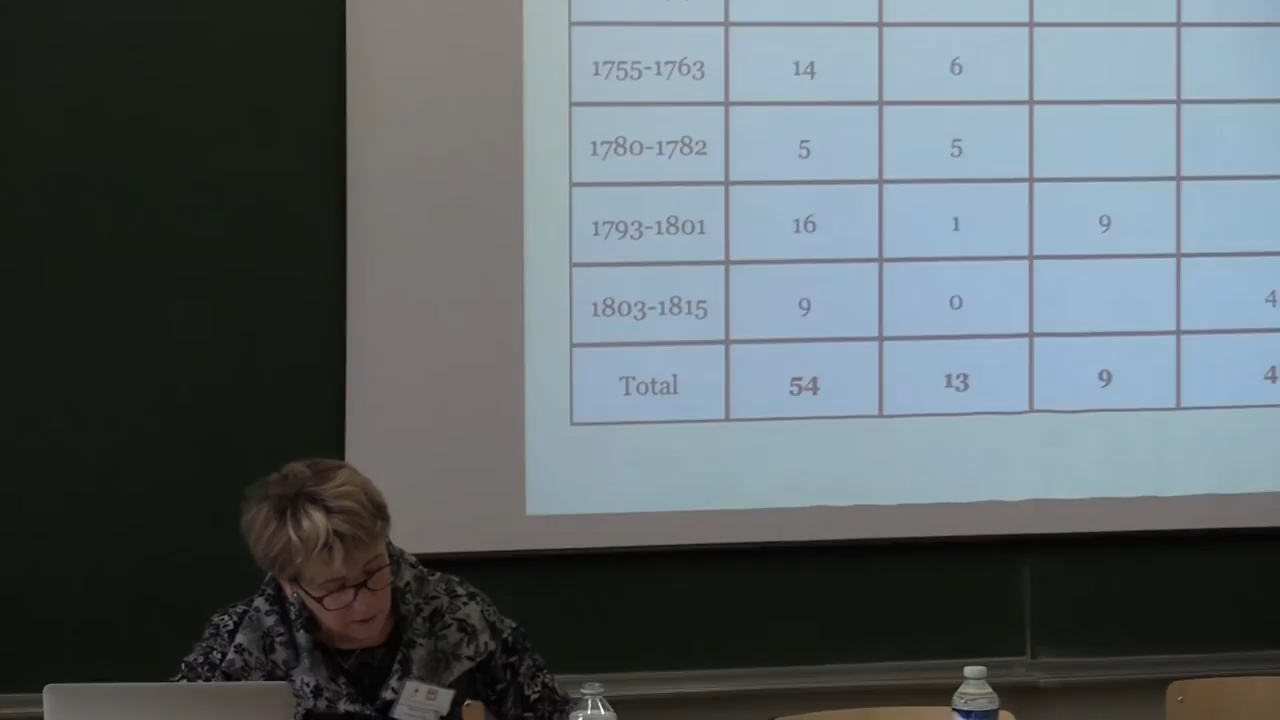 1755-1763 14 6
1780-1782 5 5
1793-1801 16 1 9
1803-1815 9 0 4
Total 54 13 9 4